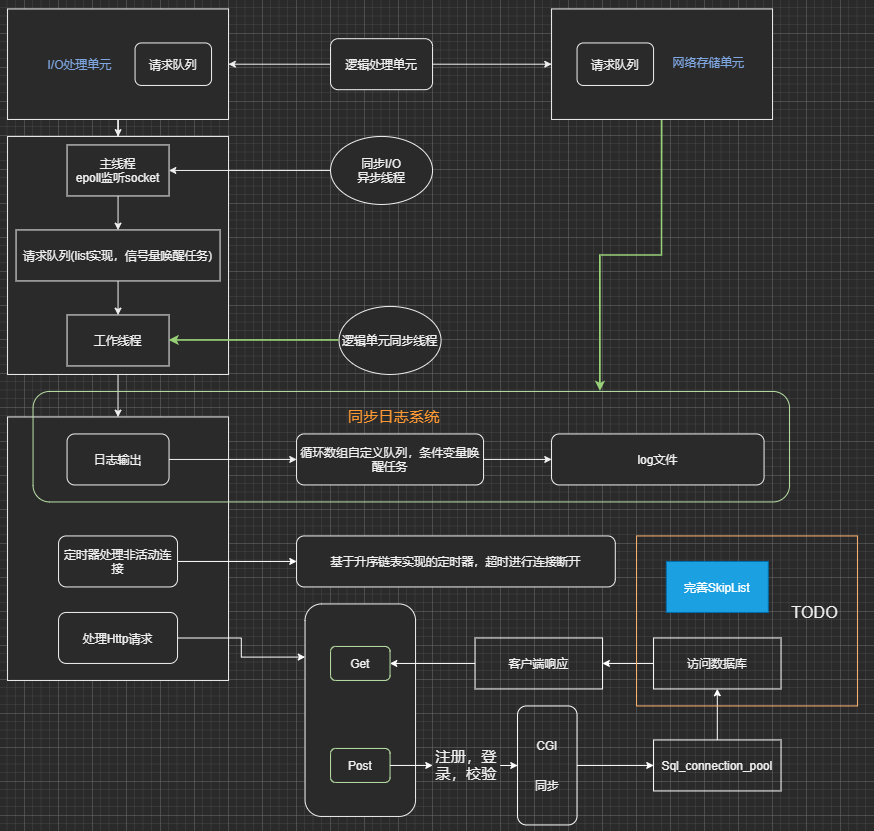 I/O处理单元
请求队列
逻辑处理单元
请求队列
网络存储单元
主线程
epoll监听socket
同步I/O
异步线程
请求队列(list实现，信号量唤醒任务)
工作线程
逻辑单元同步线程
同步日志系统
日志输出
循环数组自定义队列，条件变量唤
醒任务
log文件
定时器处理非活动连
接
基于升序链表实现的定时器，超时进行连接断开
完善SkipList
TODO
处理Http请求
Get
客户端响应
访问数据库
Post
注册，登
录，校验
CGI
同步
Sql_connection_pool